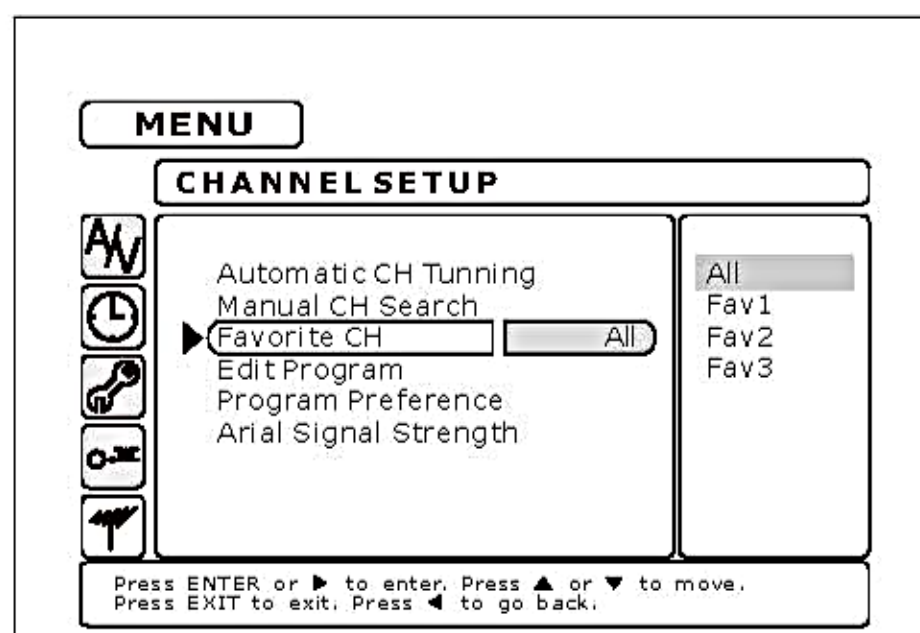 MENU
CHANNEL SETUP
Automatic CH Tunning
Manual CH Search
Favorite CH All
Edit Program
Program Preference
Arial Signal Strength
All
Fav1
Fav2
Fav3
Press ENTER or ▶ to enter. Press ▲ or ▼ to move.
Press EXIT to exit. Press ◀ to go back.